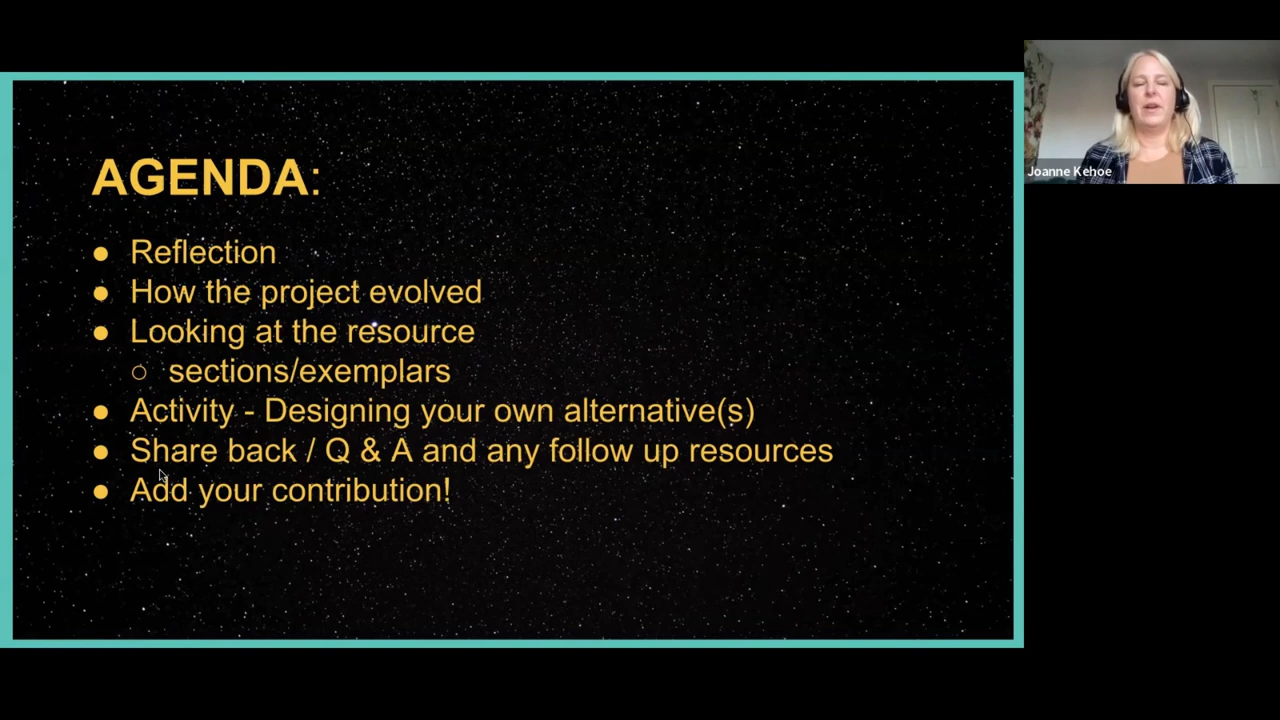 AGENDA:
● Reflection
● How the project evolved
● Looking at the resource
○ sections/exemplars
● Activity - Designing your own alternative(s)
● Share back / Q & A and any follow up resources
● Add your contribution!
Joanne Kehoe